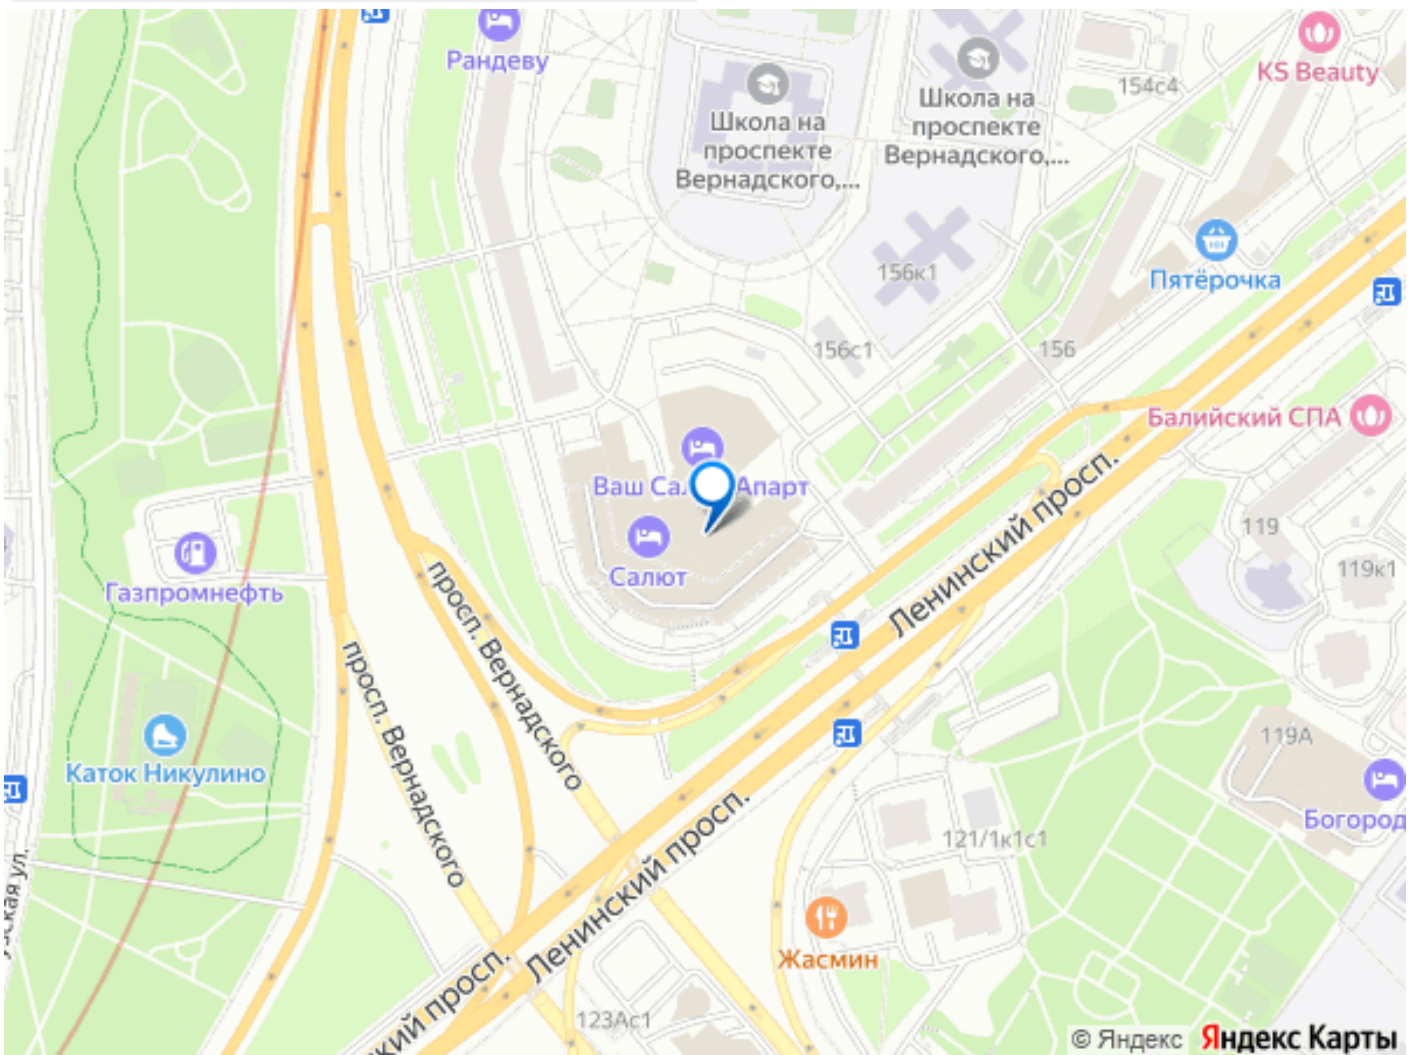 Рандеву
KS Beauty
154с4
Школа на
проспекте
Вернадского,...
Школа на
проспекте
Вернадского,...
156к1
Пятёрочка
156с1
156
Балийский СПА
Ленинский просп.
Апарт
Салют
119
119к1
Газпромнефть
просп. Вернадского
просп. Вернадского
Каток Никулино
119А
Богород
121/1к1с1
Ленинский просп.
Жасмин
просп.
123Ас1
© Яндекс Яндекс Карты